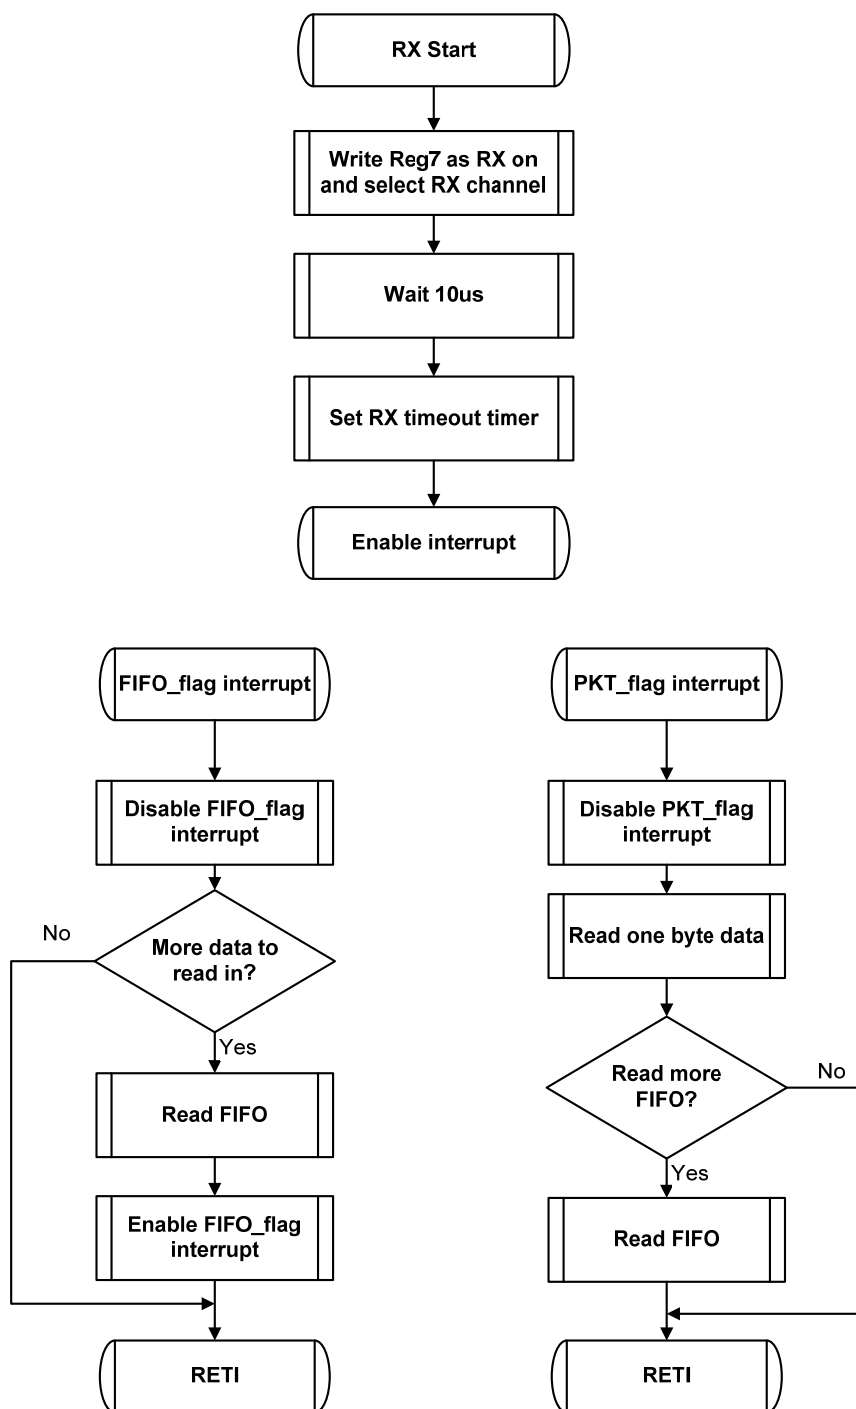 RX Start
Write Reg7 as RX on
and select RX channel
Wait 10us
Set RX timeout timer
Enable interrupt
FIFO_flag interrupt
Disable FIFO_flag
interrupt
No
More data to
read in?
Yes
Read FIFO
Enable FIFO_flag
interrupt
RETI
PKT_flag interrupt
Disable PKT_flag
interrupt
Read one byte data
Read more
FIFO?
No
Yes
Read FIFO
RETI